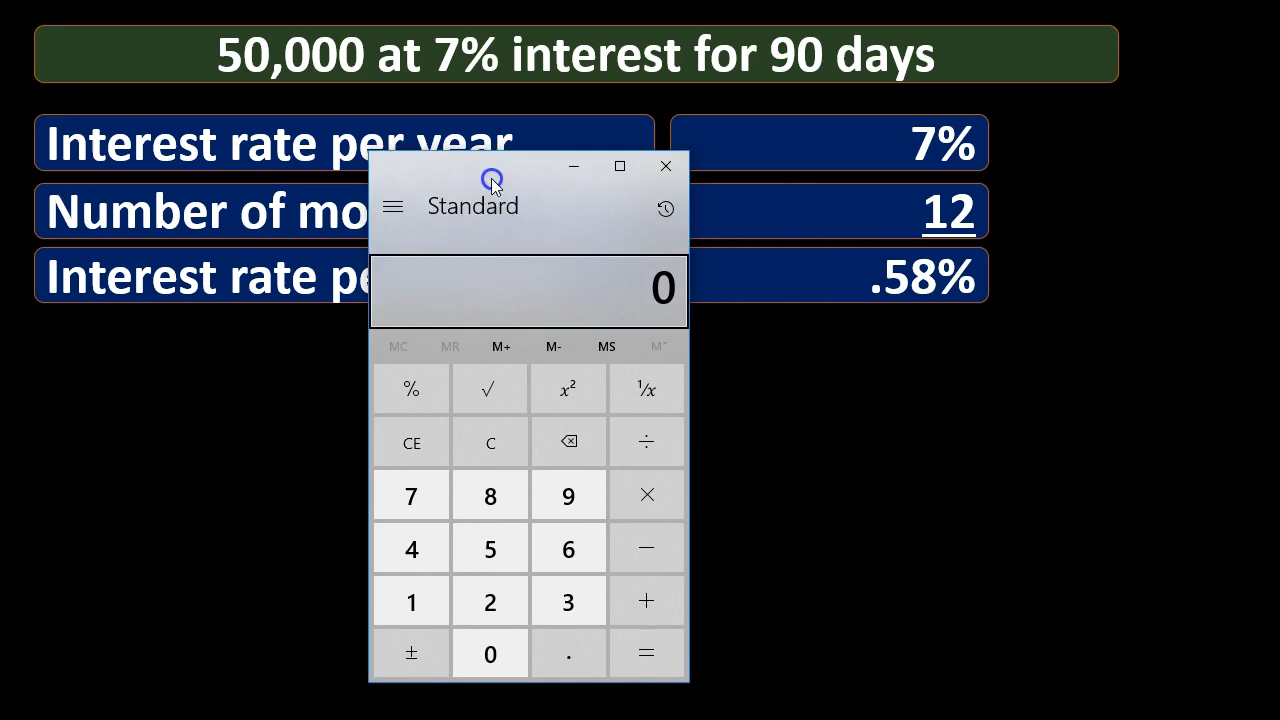 50,000 at 7% interest for 90 days
Interest rate per year 7%
Number of mo 12
Interest rate pe .58%
Standard
0
MC MR M+ M- MS M˅
% √ x² ¹/x
CE C ⌫ ÷
7 8 9 ×
4 5 6 −
1 2 3 +
± 0 . =